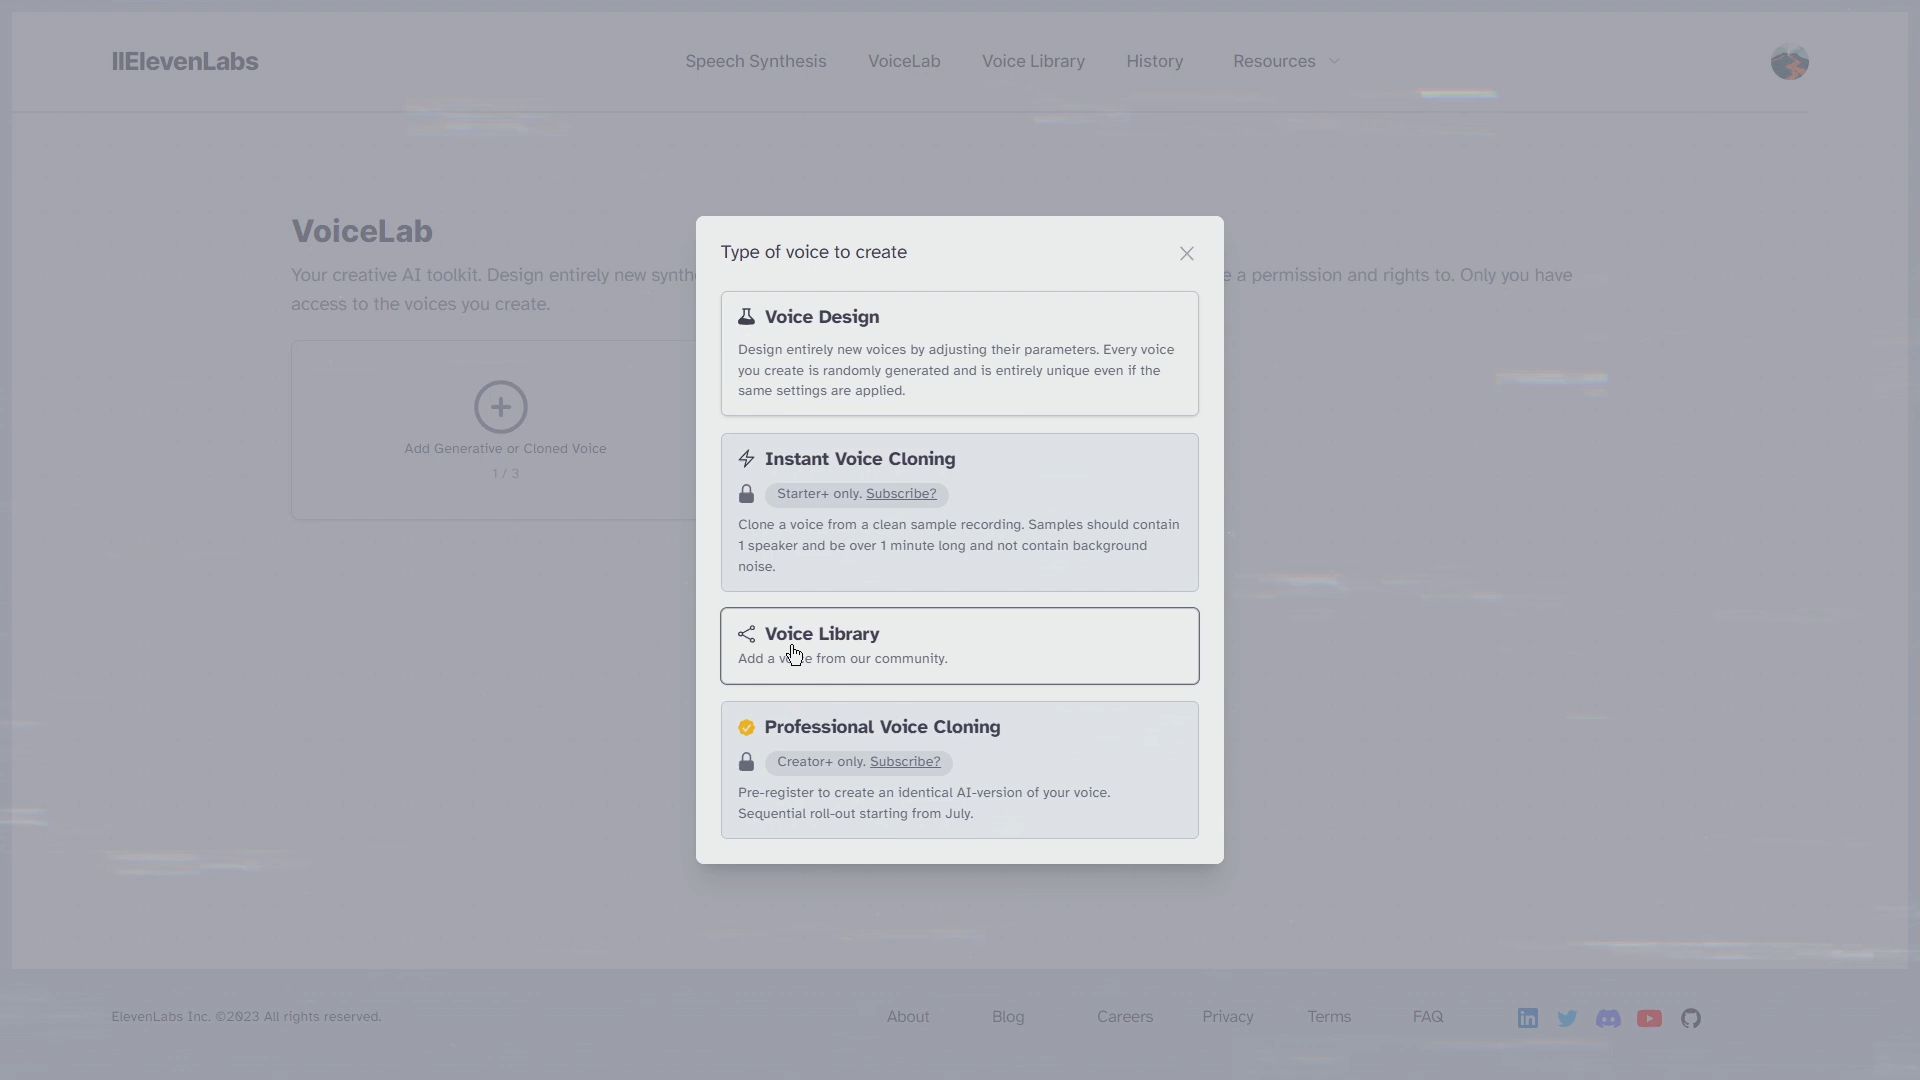 IIElevenLabs
Speech Synthesis
VoiceLab
Voice Library
History
Resources
VoiceLab
Your creative AI toolkit. Design entirely new synth
e a permission and rights to. Only you have
access to the voices you create.
Add Generative or Cloned Voice
1 / 3
Type of voice to create
Voice Design
Design entirely new voices by adjusting their parameters. Every voice
you create is randomly generated and is entirely unique even if the
same settings are applied.
Instant Voice Cloning
Starter+ only. Subscribe?
Clone a voice from a clean sample recording. Samples should contain
1 speaker and be over 1 minute long and not contain background
noise.
Voice Library
Add a voice from our community.
Professional Voice Cloning
Creator+ only. Subscribe?
Pre-register to create an identical AI-version of your voice.
Sequential roll-out starting from July.
ElevenLabs Inc. ©2023 All rights reserved.
About
Blog
Careers
Privacy
Terms
FAQ